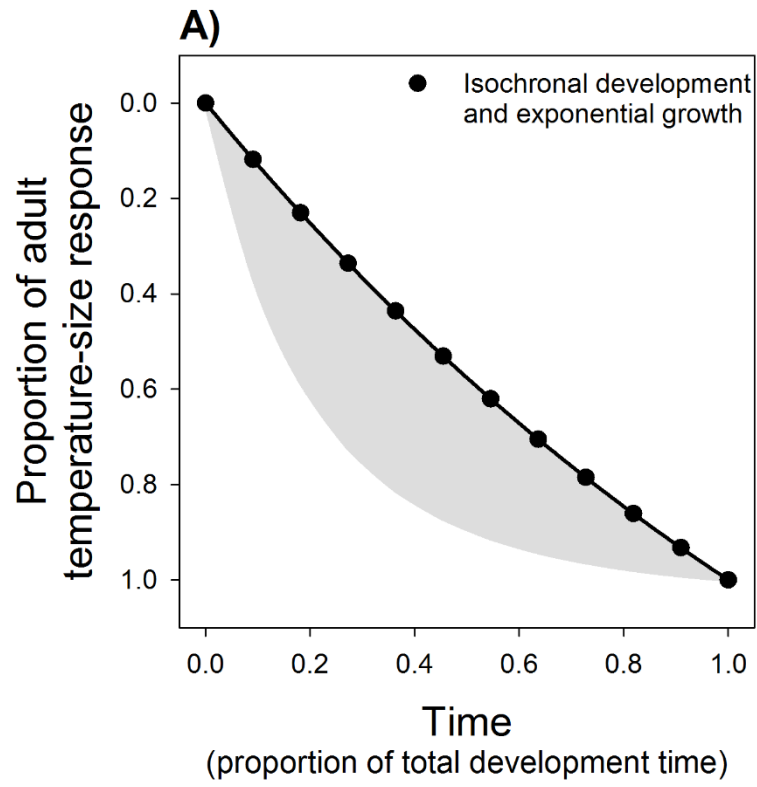 A)
Isochronal development
and exponential growth
Proportion of adult
temperature-size response
0.0
0.2
0.4
0.6
0.8
1.0
0.0 0.2 0.4 0.6 0.8 1.0
Time
(proportion of total development time)